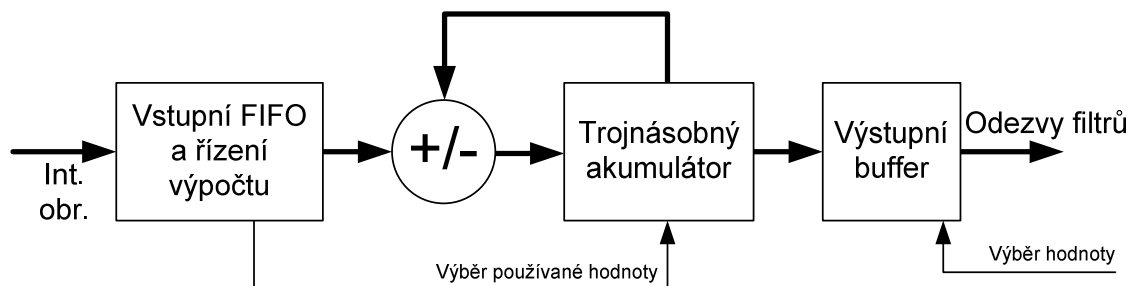 Int.
obr.
Vstupní FIFO
a řízení
výpočtu
+/-
Trojnásobný
akumulátor
Výstupní
buffer
Odezvy filtrů
Výběr používané hodnoty
Výběr hodnoty